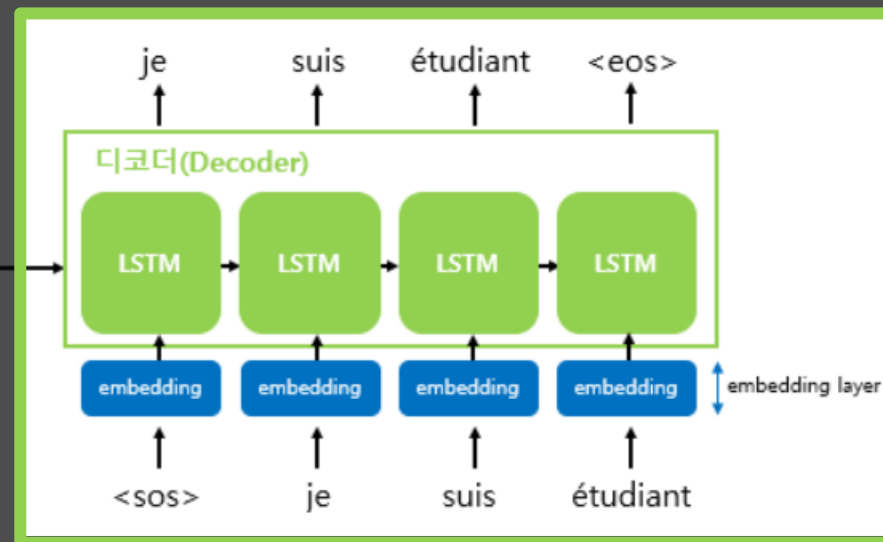 je suis étudiant <eos>
디코더(Decoder)
LSTM LSTM LSTM LSTM
embedding embedding embedding embedding embedding layer
<sos> je suis étudiant